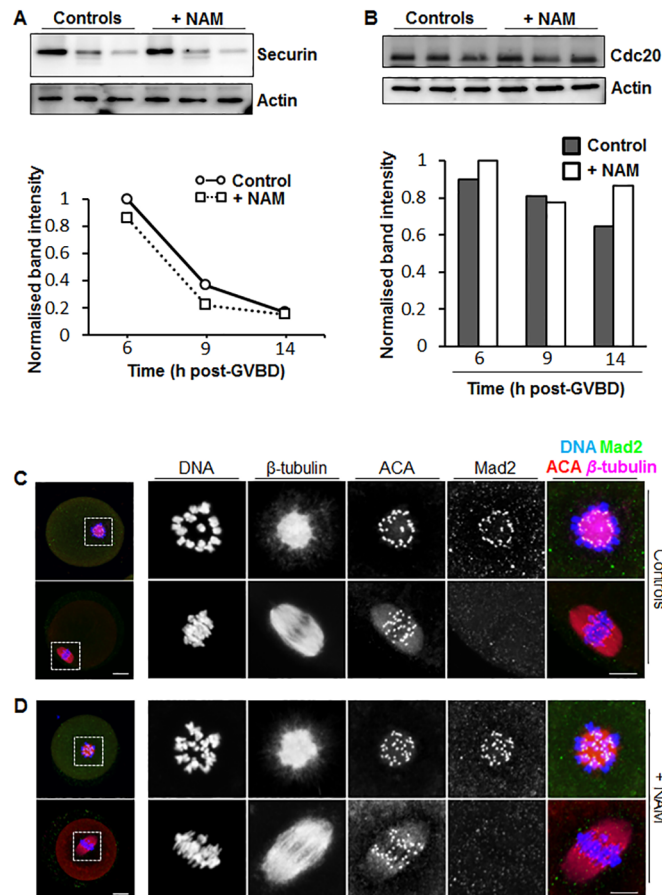 A
Controls + NAM
Securin
Actin
Normalised band intensity
1
0.8
0.6
0.4
0.2
0
Control
+ NAM
6 9 14
Time (h post-GVBD)
B
Controls + NAM
Cdc20
Actin
Normalised band intensity
1
0.8
0.6
0.4
0.2
0
Control
+ NAM
6 9 14
Time (h post-GVBD)
DNA Mad2
ACA β-tubulin
C
DNA β-tubulin ACA Mad2
Controls
D
+ NAM